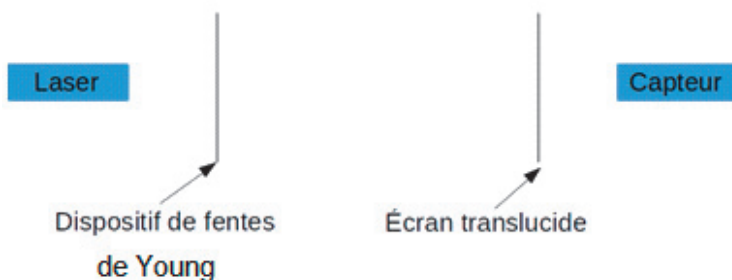 Laser
Capteur
Dispositif de fentes
de Young
Écran translucide